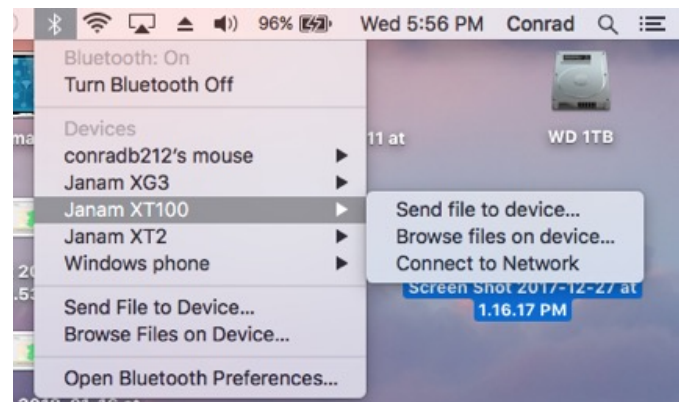 96% Wed 5:56 PM Conrad
Bluetooth: On
Turn Bluetooth Off
Devices
conradb212's mouse
Janam XG3
Janam XT100
Janam XT2
Windows phone
Send File to Device...
Browse Files on Device...
Open Bluetooth Preferences...
Send file to device...
Browse files on device...
Connect to Network
11 at
WD 1TB
Screen Shot 2017-12-27 at
1.16.17 PM